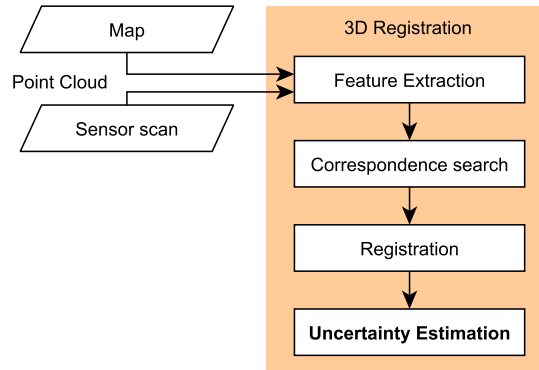 Map
Point Cloud
Sensor scan
3D Registration
Feature Extraction
Correspondence search
Registration
Uncertainty Estimation